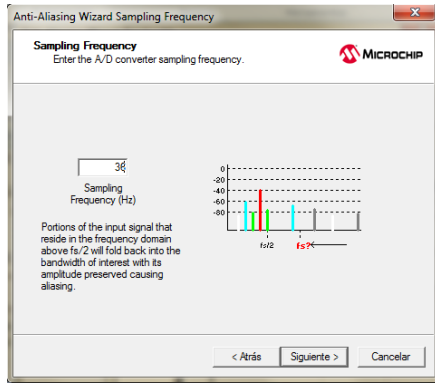 Anti-Aliasing Wizard Sampling Frequency
Sampling Frequency
Enter the A/D converter sampling frequency.
MICROCHIP
36
Sampling
Frequency (Hz)
Portions of the input signal that
reside in the frequency domain
above fs/2 will fold back into the
bandwidth of interest with its
amplitude preserved causing
aliasing.
0
-20
-40
-60
-80
fs/2 fs?
< Atrás Siguiente > Cancelar